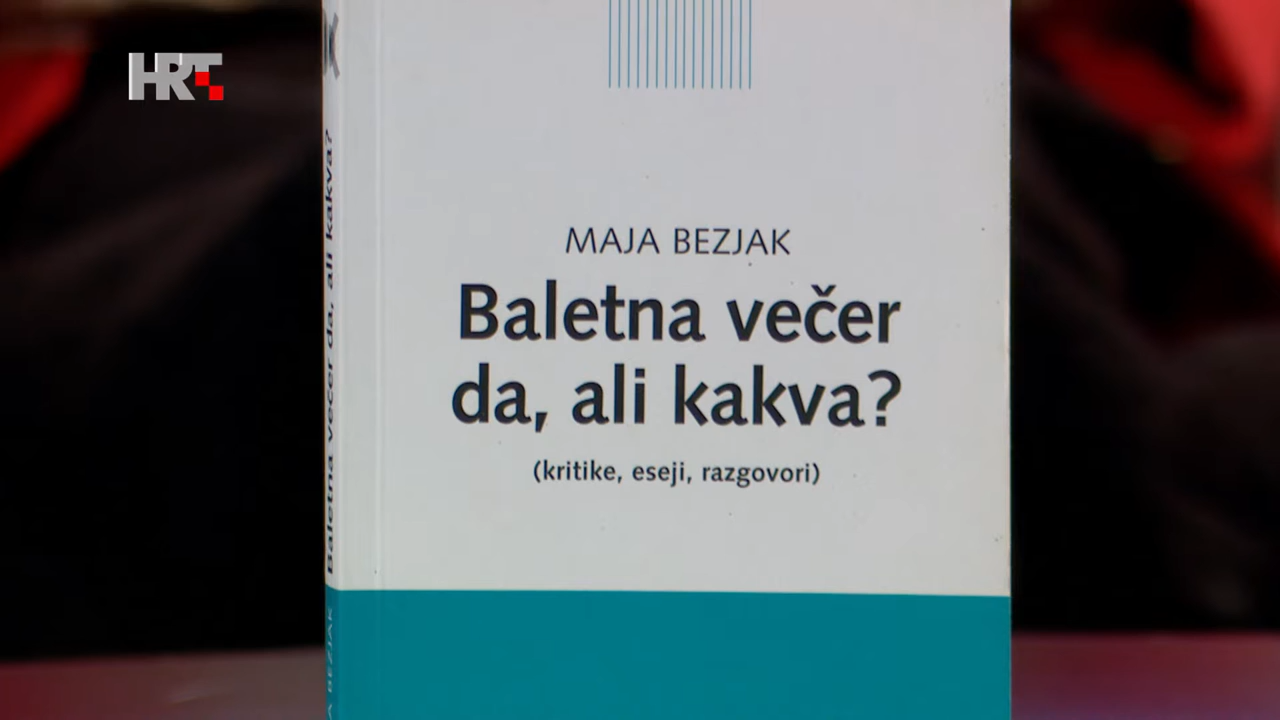 HRT
MAJA BEZJAK
Baletna večer
da, ali kakva?
(kritike, eseji, razgovori)
Baletna večer da, ali kakva?
BEZJAK